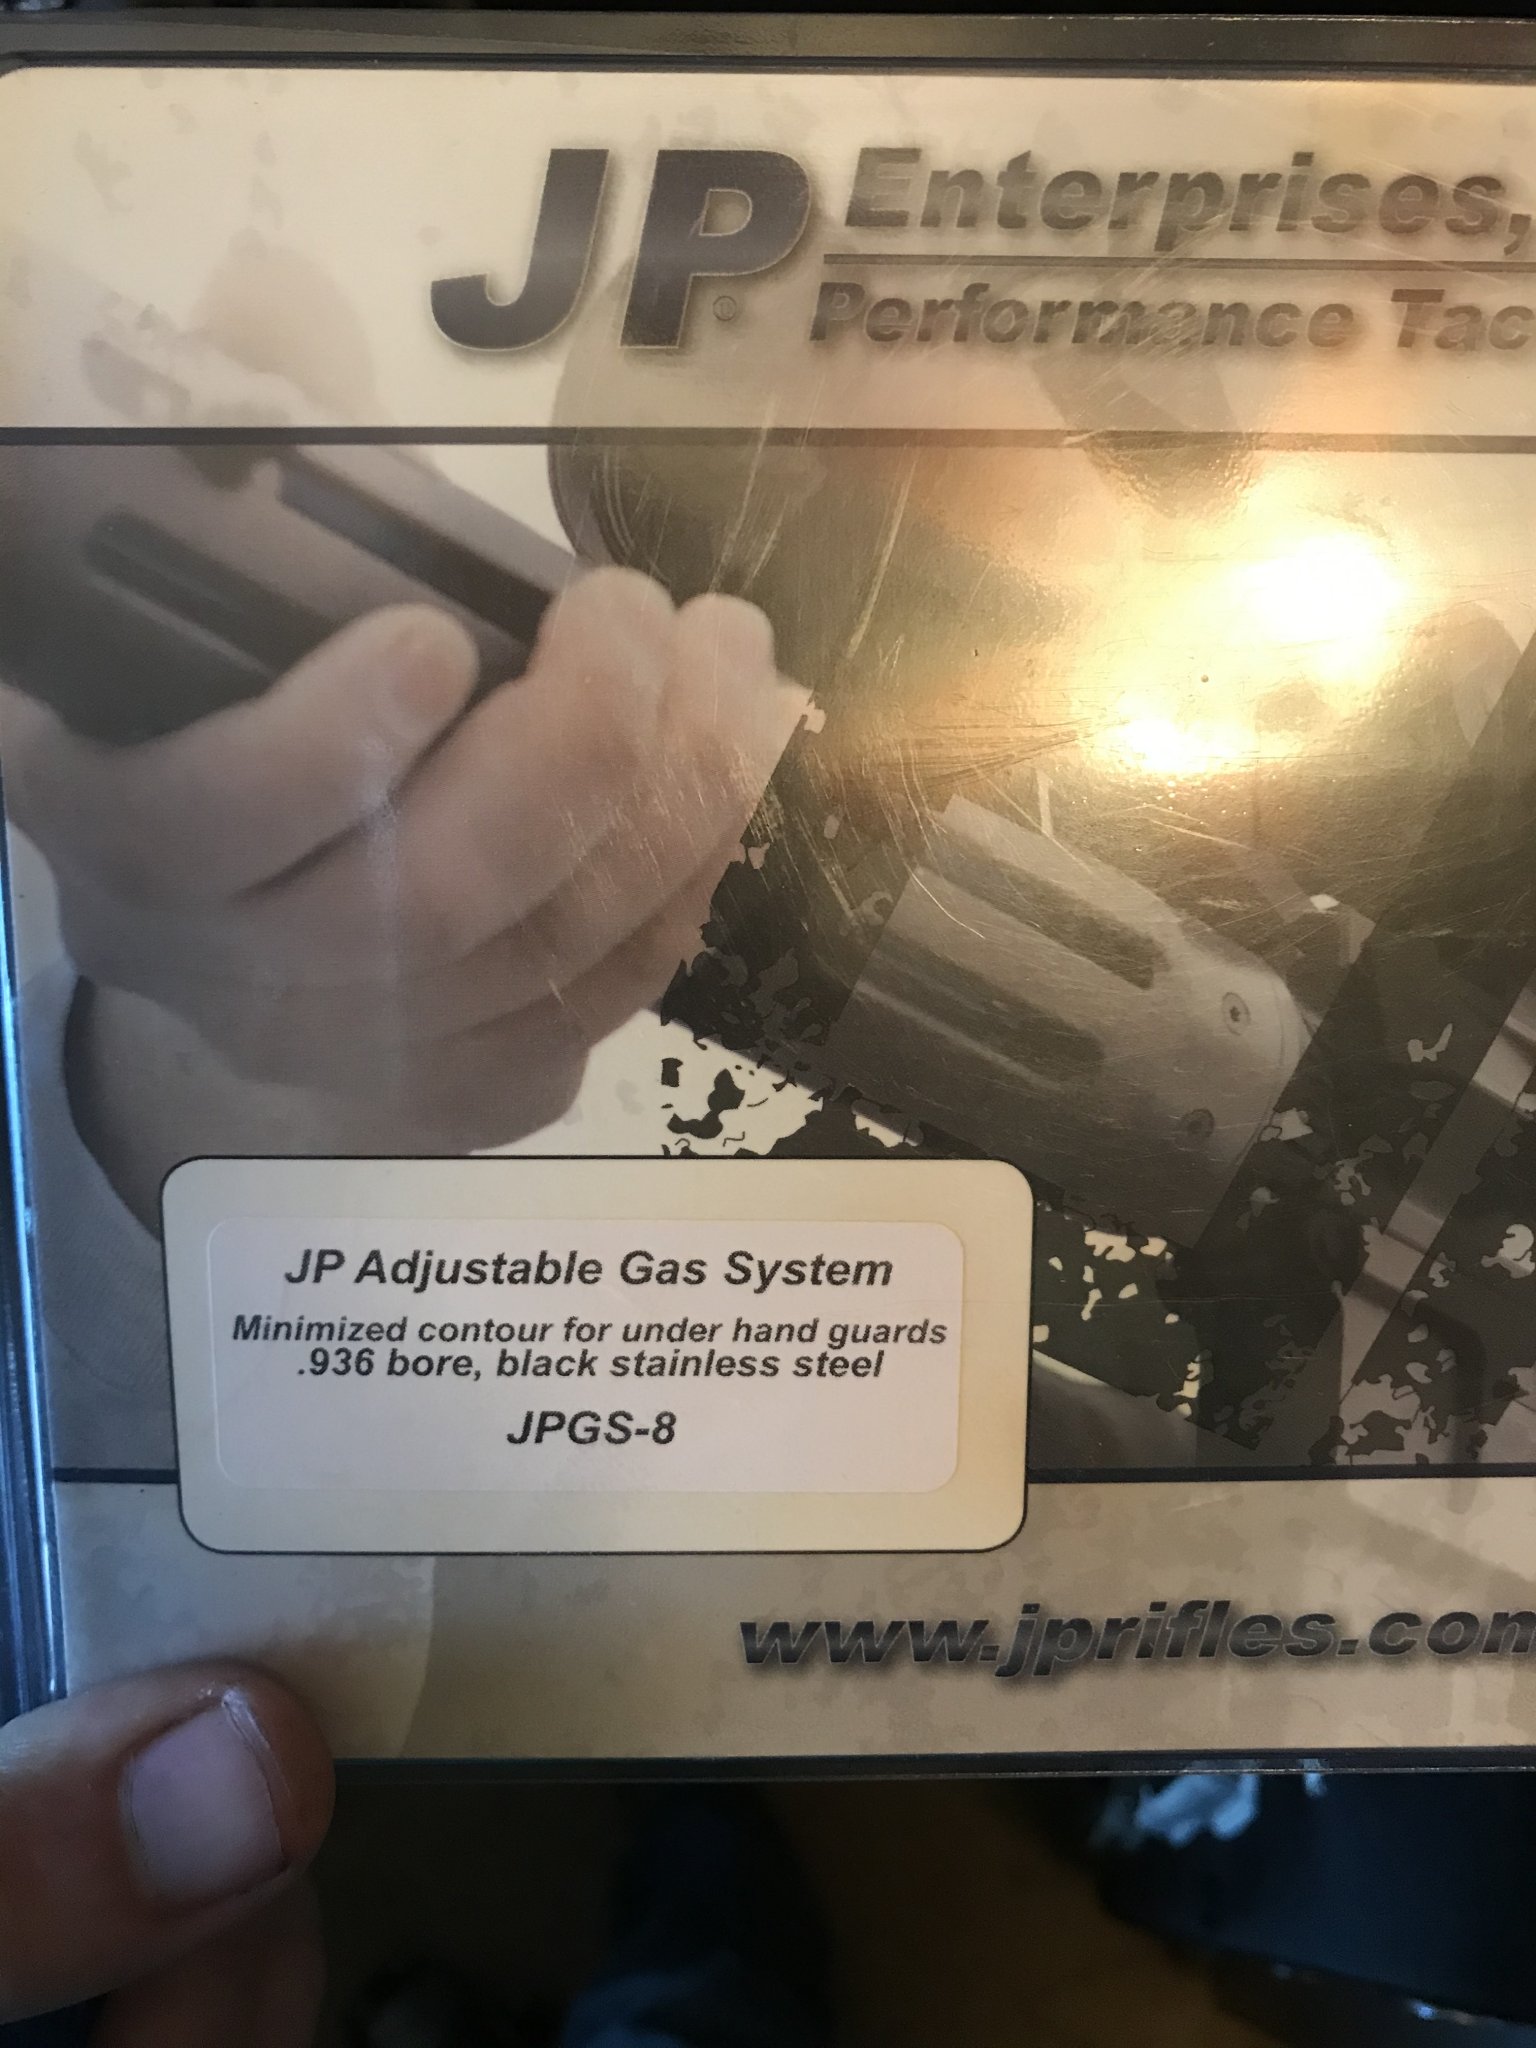 JP®
Enterprises,
Performance Tac
JP Adjustable Gas System
Minimized contour for under hand guards
.936 bore, black stainless steel
JPGS-8
www.jprifles.com